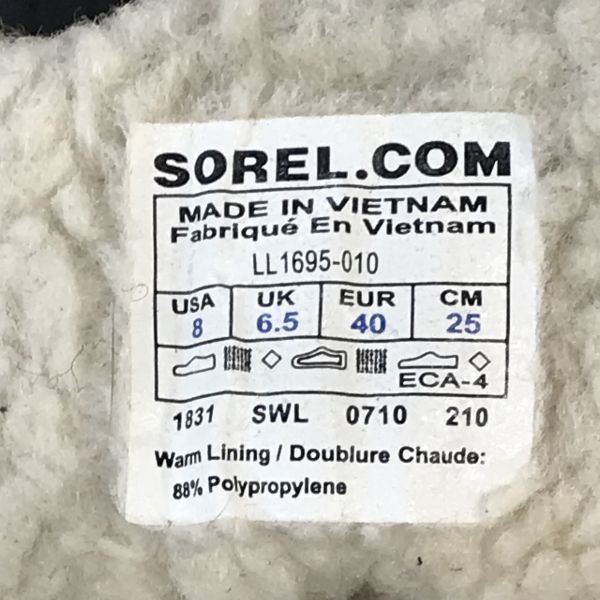 SOREL.COM
MADE IN VIETNAM
Fabriqué En Vietnam
LL1695-010
USA UK EUR CM
8 6.5 40 25
ECA-4
1831 SWL 0710 210
Warm Lining / Doublure Chaude:
88% Polypropylene